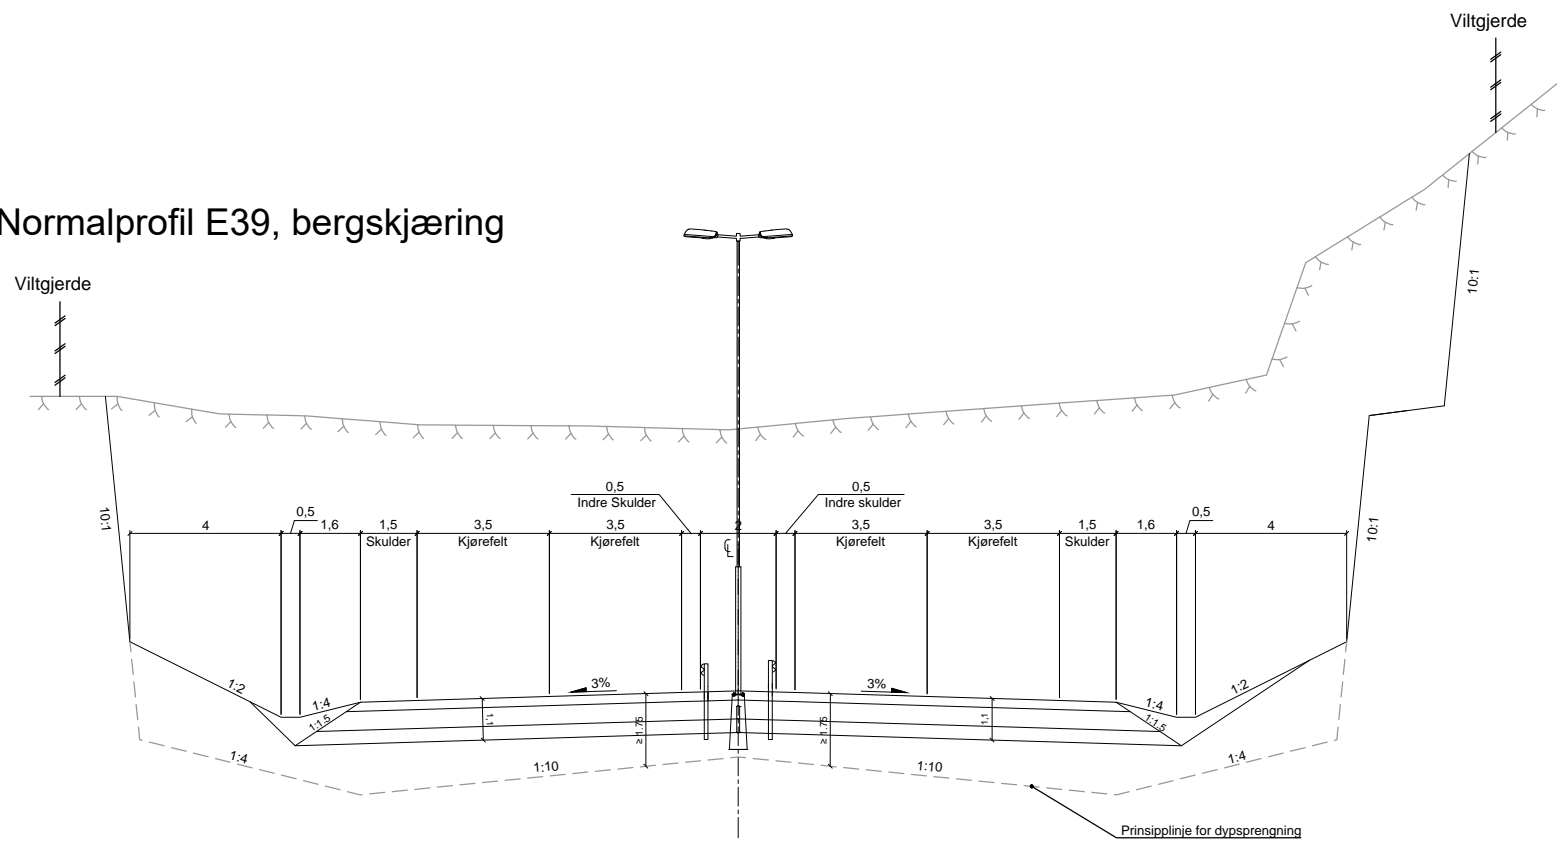 Viltgjerde
Normalprofil E39, bergskjæring
Viltgjerde
10:1
10:1
0,5
Indre Skulder
0,5
Indre skulder
4
0,5
1,6
1,5
Skulder
3,5
Kjørefelt
3,5
Kjørefelt
2
3,5
Kjørefelt
3,5
Kjørefelt
1,5
Skulder
1,6
0,5
4
10:1
℄
1:2
1:4
1:1.5
3%
3%
1:4
1:1.5
1:2
1,1
≥ 1.75
≥ 1.75
1,1
1:4
1:10
1:10
1:4
Prinsipplinje for dypsprengning